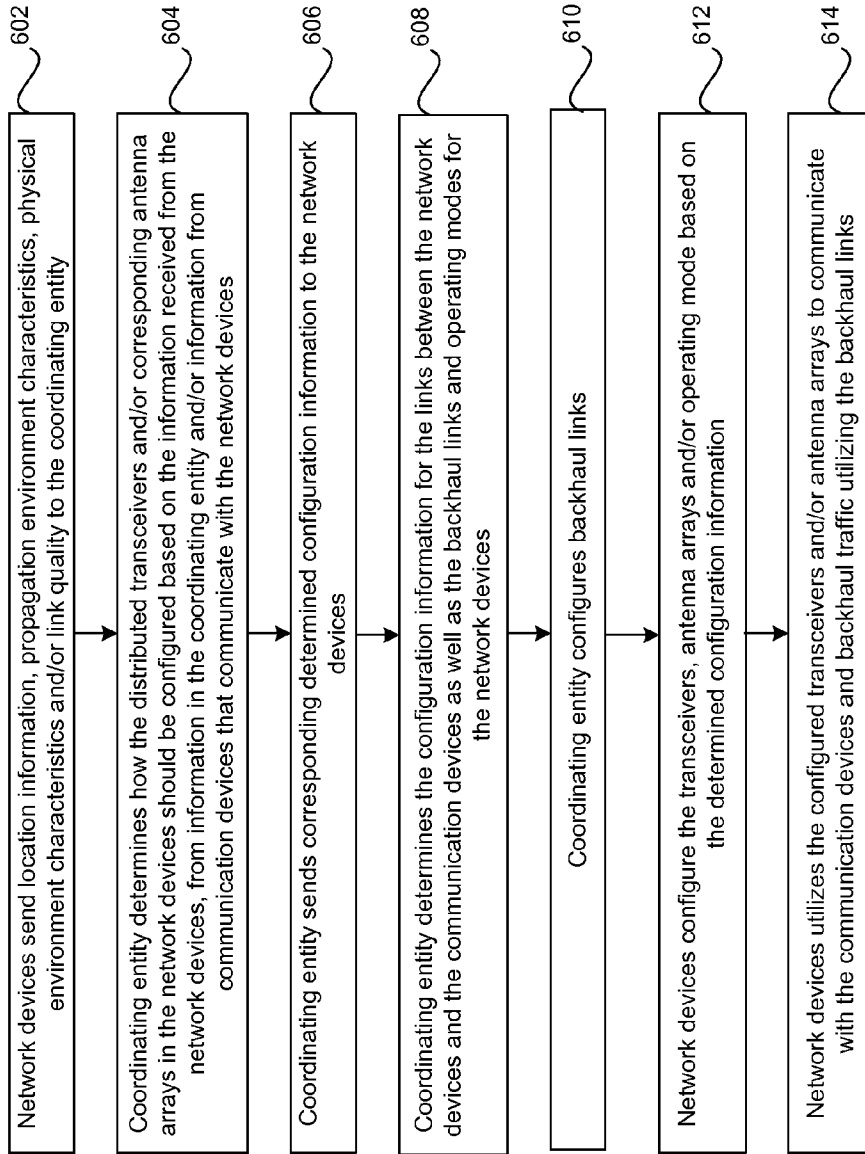 Network devices send location information, propagation environment characteristics, physical
environment characteristics and/or link quality to the coordinating entity
602
Coordinating entity determines how the distributed transceivers and/or corresponding antenna
arrays in the network devices should be configured based on the information received from the
network devices, from information in the coordinating entity and/or information from
communication devices that communicate with the network devices
604
Coordinating entity sends corresponding determined configuration information to the network
devices
606
Coordinating entity determines the configuration information for the links between the network
devices and the communication devices as well as the backhaul links and operating modes for
the network devices
608
Coordinating entity configures backhaul links
610
Network devices configure the transceivers, antenna arrays and/or operating mode based on
the determined configuration information
612
Network devices utilizes the configured transceivers and/or antenna arrays to communicate
with the communication devices and backhaul traffic utilizing the backhaul links
614